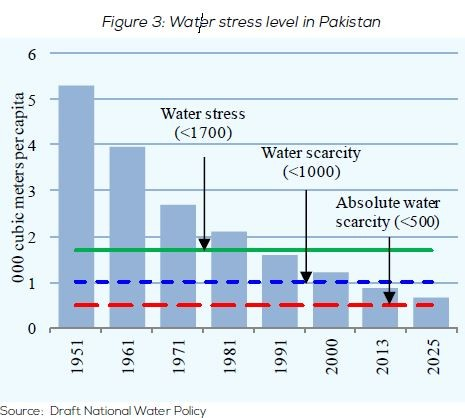 Figure 3: Water stress level in Pakistan
6
5
4
3
2
1
0
000 cubic meters per capita
Water stress
(<1700)
Water scarcity
(<1000)
Absolute water
scarcity (<500)
1951
1961
1971
1981
1991
2000
2013
2025
Source: Draft National Water Policy